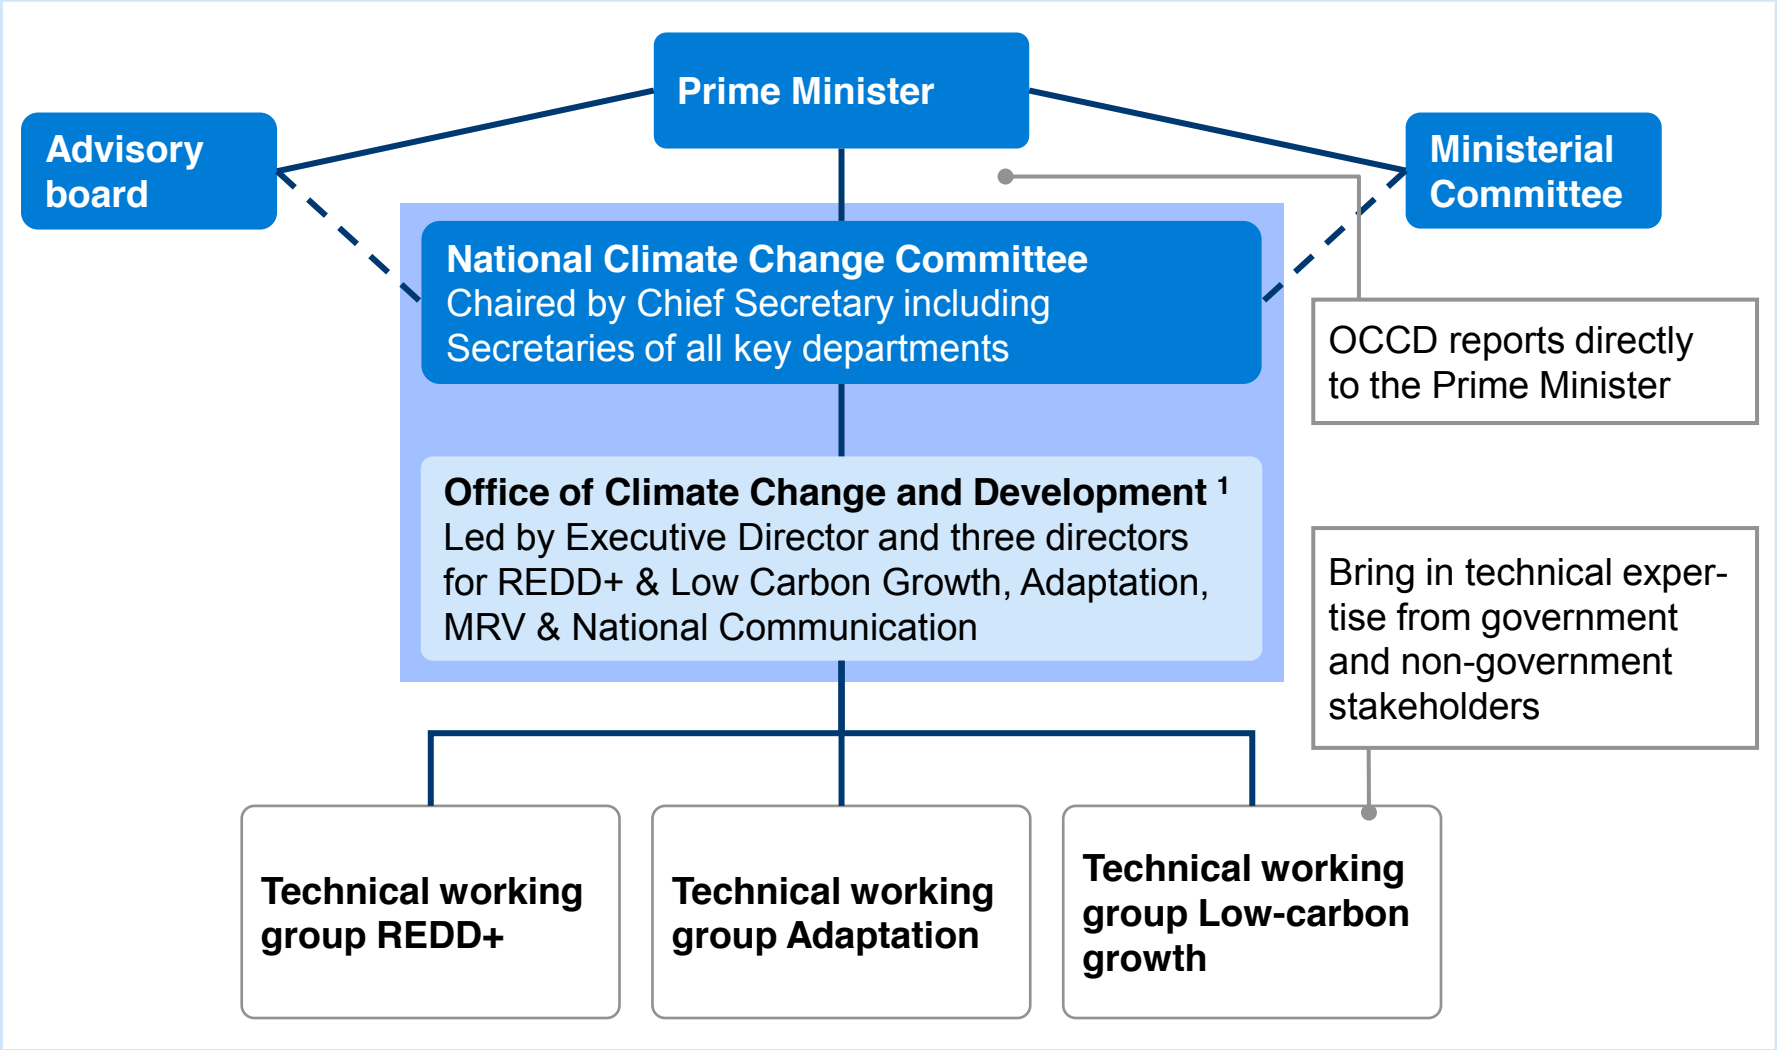 Prime Minister
Advisory
board
Ministerial
Committee
National Climate Change Committee
Chaired by Chief Secretary including
Secretaries of all key departments
OCCD reports directly
to the Prime Minister
Office of Climate Change and Development 1
Led by Executive Director and three directors
for REDD+ & Low Carbon Growth, Adaptation,
MRV & National Communication
Bring in technical exper-
tise from government
and non-government
stakeholders
Technical working
group REDD+
Technical working
group Adaptation
Technical working
group Low-carbon
growth